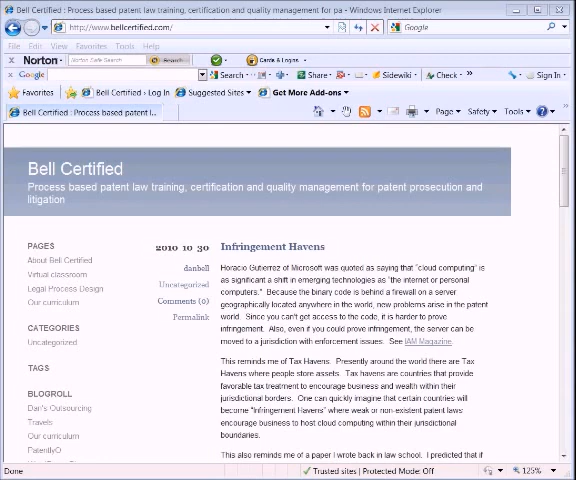 Bell Certified : Process based patent law training, certification and quality management for pa - Windows Internet Explorer
http://www.bellcertified.com/
Google
File Edit View Favorites Tools Help
x Norton Norton Safe Search Search Cards & Logins
x Google Search Share Sidewiki Check Sign In
Favorites Bell Certified › Log In Suggested Sites Get More Add-ons
Bell Certified : Process based patent l...
Page Safety Tools
Bell Certified
Process based patent law training, certification and quality management for patent prosecution and
litigation
PAGES
About Bell Certified
Virtual classroom
Legal Process Design
Our curriculum
CATEGORIES
Uncategorized
TAGS
BLOGROLL
Dan's Outsourcing
Travels
Our curriculum
PatentlyO
2010 10 30
danbell
Uncategorized
Comments (0)
Permalink
Infringement Havens
Horacio Gutierrez of Microsoft was quoted as saying that "cloud computing" is
as significant a shift in emerging technologies as "the internet or personal
computers." Because the binary code is behind a firewall on a server
geographically located anywhere in the world, new problems arise in the patent
world. Since you can't get access to the code, it is harder to prove
infringement. Also, even if you could prove infringement, the server can be
moved to a jurisdiction with enforcement issues. See IAM Magazine.
This reminds me of Tax Havens. Presently around the world there are Tax
Havens where people store assets. Tax havens are countries that provide
favorable tax treatment to encourage business and wealth within their
jurisdictional borders. One can quickly imagine that certain countries will
become "Infringement Havens" where weak or non-existent patent laws
encourage business to host cloud computing within their jurisdictional
boundaries.
This also reminds me of a paper I wrote back in law school. I predicted that if
Done
Trusted sites | Protected Mode: Off
125%